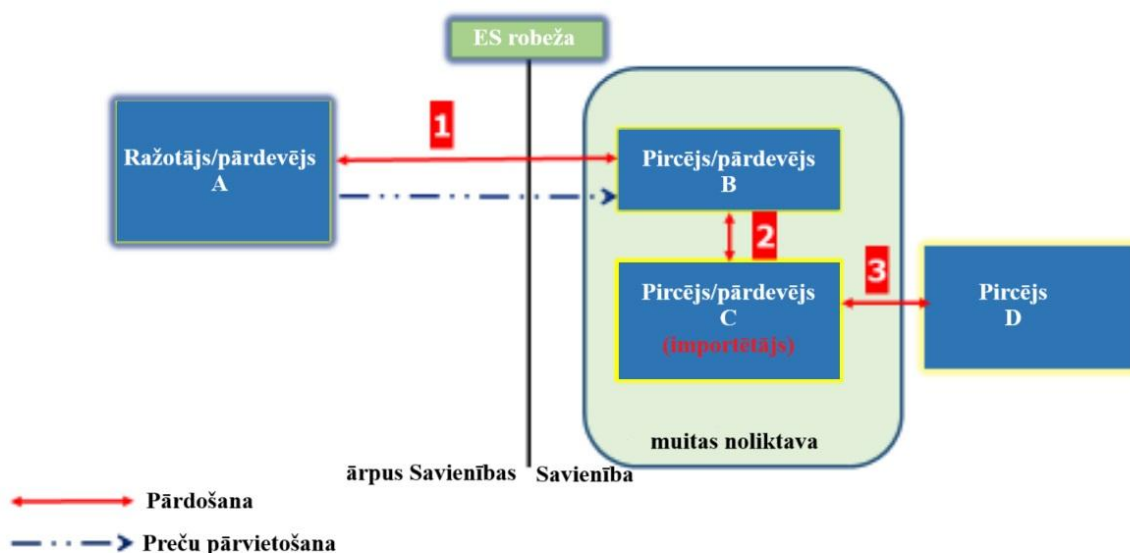 ES robeža
1
Ražotājs/pārdevējs
A
Pircējs/pārdevējs
B
2
Pircējs/pārdevējs
C
(importētājs)
3
Pircējs
D
muitas noliktava
ārpus Savienības
Savienība
Pārdošana
Preču pārvietošana